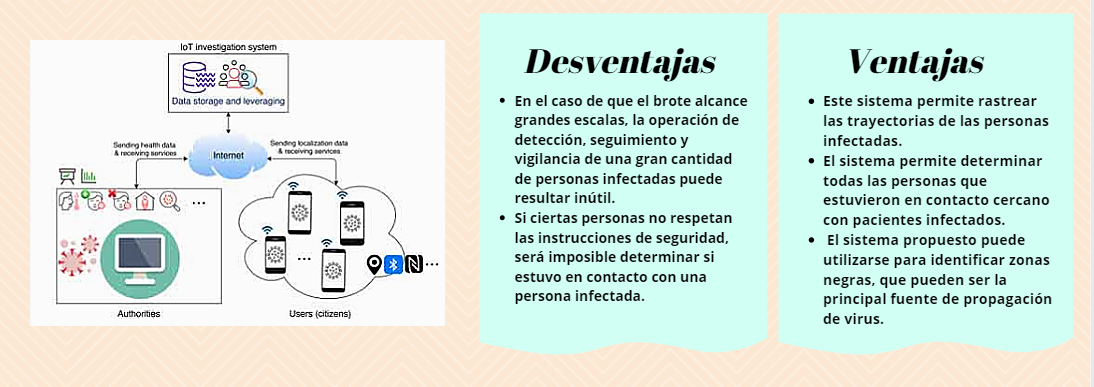 IoT investigation system
Data storage and leveraging
Sending health data
& receiving services
Internet
Sending localization data
& receiving services
...
...
...
Authorities
Users (citizens)
Desventajas
• En el caso de que el brote alcance
grandes escalas, la operación de
detección, seguimiento y
vigilancia de una gran cantidad
de personas infectadas puede
resultar inútil.
• Si ciertas personas no respetan
las instrucciones de seguridad,
será imposible determinar si
estuvo en contacto con una
persona infectada.
Ventajas
• Este sistema permite rastrear
las trayectorias de las personas
infectadas.
• El sistema permite determinar
todas las personas que
estuvieron en contacto cercano
con pacientes infectados.
• El sistema propuesto puede
utilizarse para identificar zonas
negras, que pueden ser la
principal fuente de propagación
de virus.